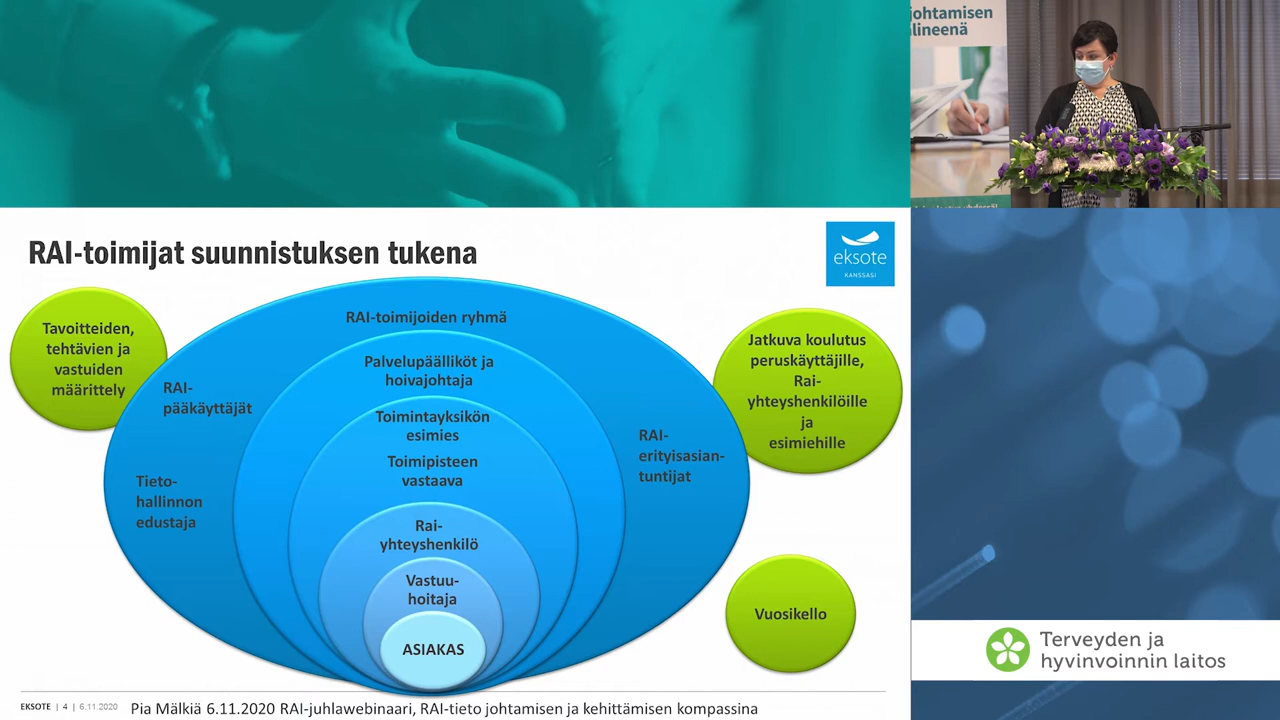 johtamisen
lineenä
RAI-toimijat suunnistuksen tukena
eksote
KANSSASI
Tavoitteiden,
tehtävien ja
vastuiden
määrittely
RAI-toimijoiden ryhmä
Palvelupäälliköt ja
hoivajohtaja
RAI-
pääkäyttäjät
Toimintayksikön
esimies
Toimipisteen
vastaava
Tieto-
hallinnon
edustaja
RAI-
erityisasian-
tuntijat
Jatkuva koulutus
peruskäyttäjille,
Rai-
yhteyshenkilöille
ja
esimiehille
Rai-
yhteyshenkilö
Vastuu-
hoitaja
ASIAKAS
Vuosikello
Terveyden ja
hyvinvoinnin laitos
EKSOTE | 4 | 6.11.2020 Pia Mälkiä 6.11.2020 RAI-juhlawebinaari, RAI-tieto johtamisen ja kehittämisen kompassina